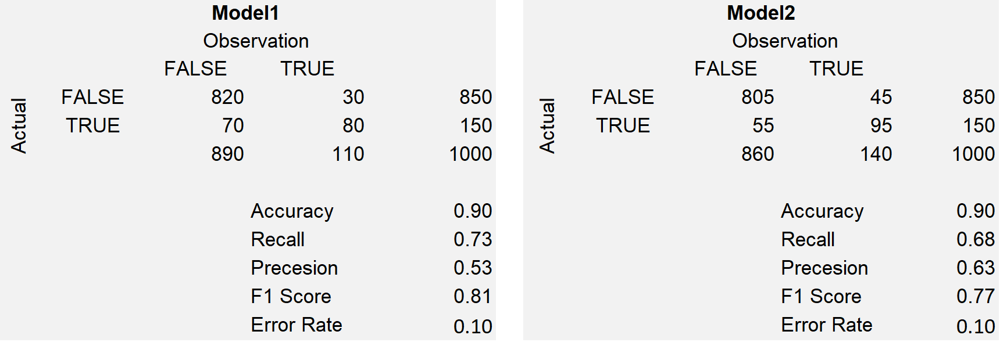 Model1
Observation
FALSE TRUE
Actual
FALSE 820 30 850
TRUE 70 80 150
890 110 1000
Accuracy 0.90
Recall 0.73
Precesion 0.53
F1 Score 0.81
Error Rate 0.10
Model2
Observation
FALSE TRUE
Actual
FALSE 805 45 850
TRUE 55 95 150
860 140 1000
Accuracy 0.90
Recall 0.68
Precesion 0.63
F1 Score 0.77
Error Rate 0.10